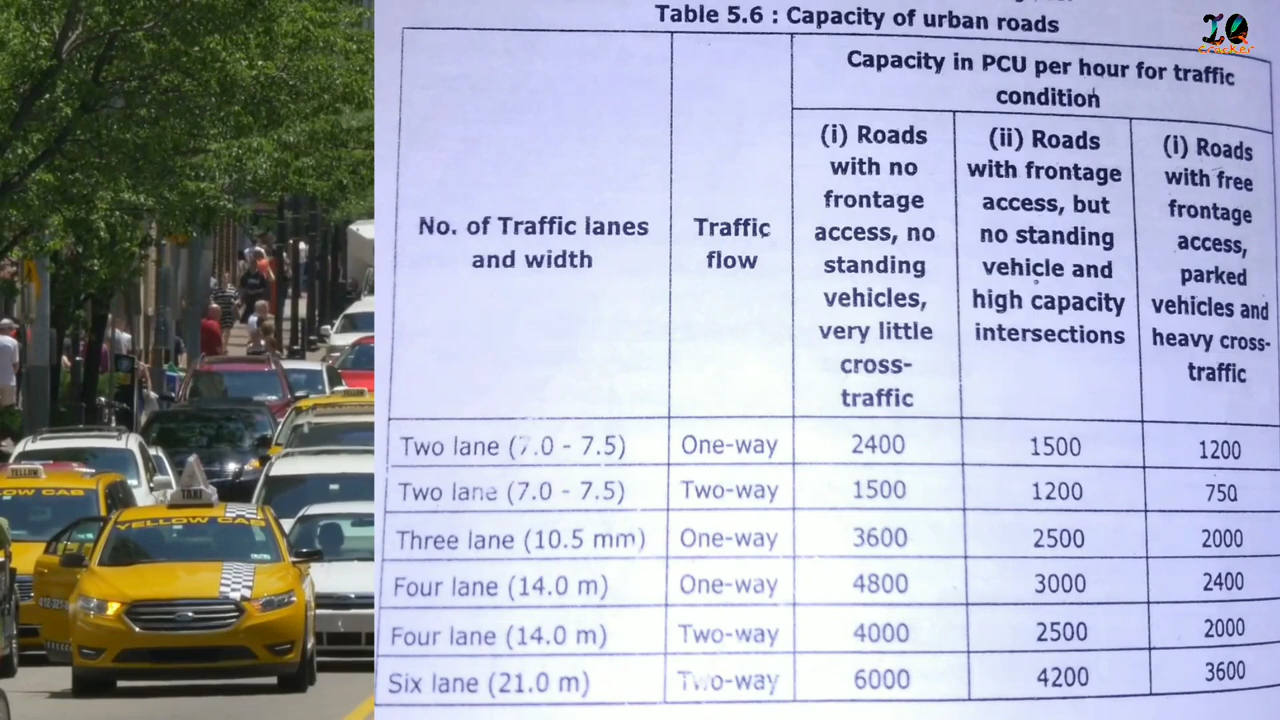 Table 5.6 : Capacity of urban roads
IQ
cracker
No. of Traffic lanes
and width
Traffic
flow
Capacity in PCU per hour for traffic
condition
(i) Roads
with no
frontage
access, no
standing
vehicles,
very little
cross-
traffic
(ii) Roads
with frontage
access, but
no standing
vehicle and
high capacity
intersections
(i) Roads
with free
frontage
access,
parked
vehicles and
heavy cross-
traffic
Two lane (7.0 - 7.5) One-way 2400 1500 1200
Two lane (7.0 - 7.5) Two-way 1500 1200 750
Three lane (10.5 mm) One-way 3600 2500 2000
Four lane (14.0 m) One-way 4800 3000 2400
Four lane (14.0 m) Two-way 4000 2500 2000
Six lane (21.0 m) Two-way 6000 4200 3600
YELLOW
LOW CAB
TAXI
YELLOW CAB